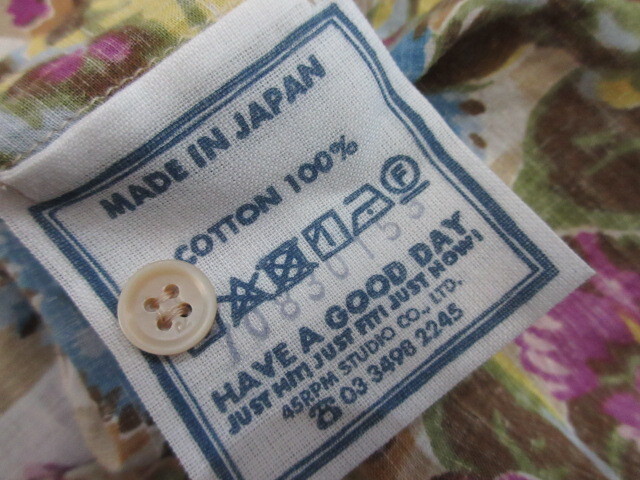 MADE IN JAPAN
COTTON 100%
F
HAVE A GOOD DAY
JUST HIT! JUST FIT! JUST NOW!
45RPM STUDIO CO., LTD.
☎03 3498 2245